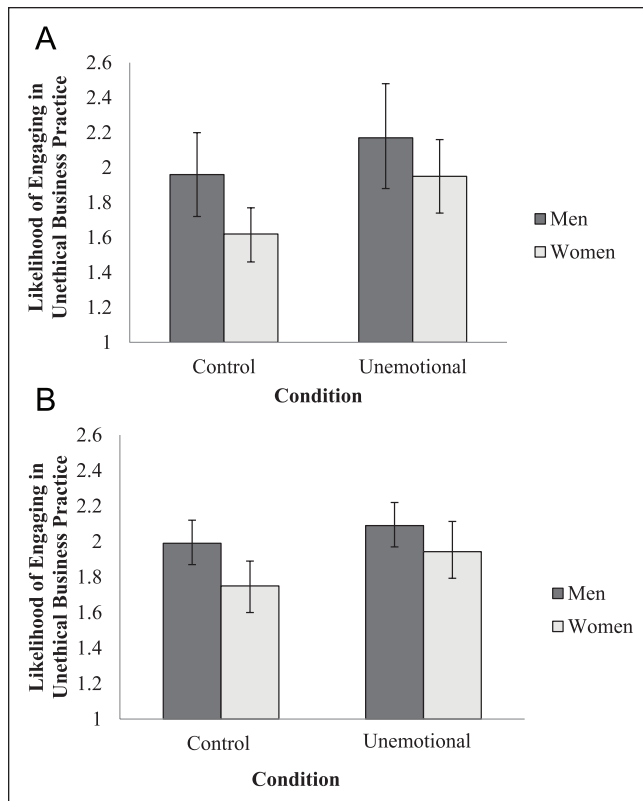 A
Likelihood of Engaging in
Unethical Business Practice
2.6
2.4
2.2
2
1.8
1.6
1.4
1.2
1
Control
Unemotional
Condition
Men
Women
B
Likelihood of Engaging in
Unethical Business Practice
2.6
2.4
2.2
2
1.8
1.6
1.4
1.2
1
Control
Unemotional
Condition
Men
Women